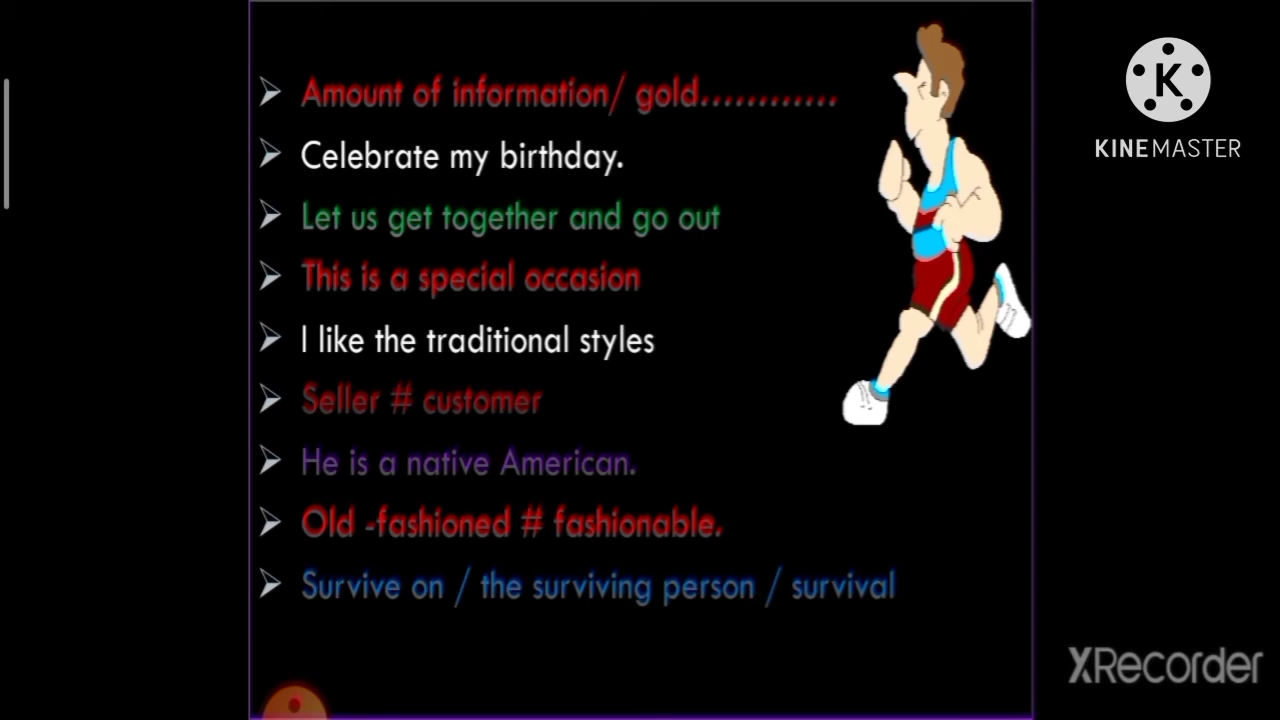 Amount of information/ gold............
Celebrate my birthday.
Let us get together and go out
This is a special occasion
I like the traditional styles
Seller # customer
He is a native American.
Old -fashioned # fashionable.
Survive on / the surviving person / survival
K
KINEMASTER
XRecorder